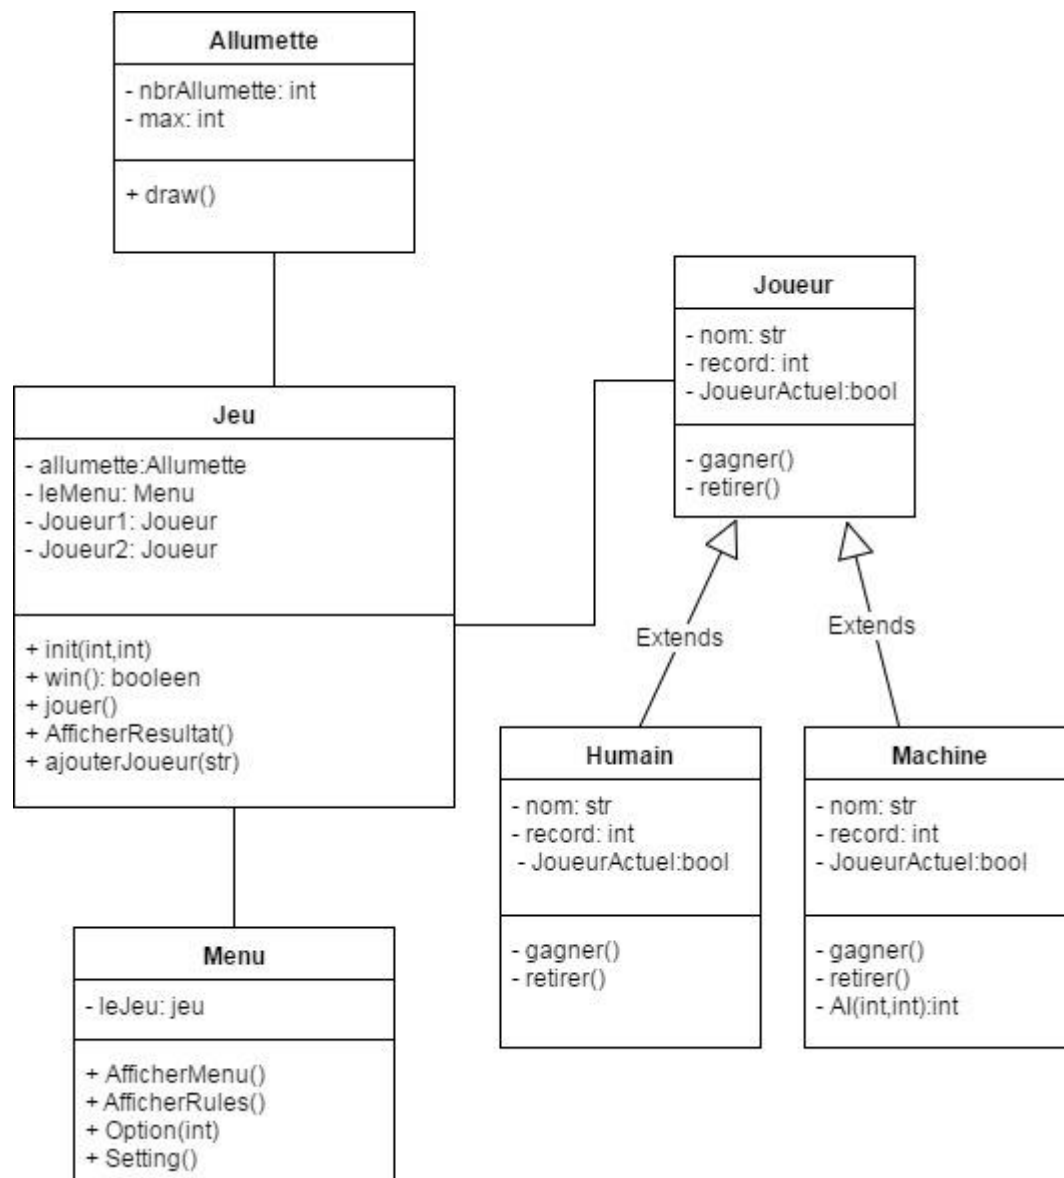 Allumette
- nbrAllumette: int
- max: int
+ draw()
Jeu
- allumette:Allumette
- leMenu: Menu
- Joueur1: Joueur
- Joueur2: Joueur
+ init(int,int)
+ win(): booleen
+ jouer()
+ AfficherResultat()
+ ajouterJoueur(str)
Menu
- leJeu: jeu
+ AfficherMenu()
+ AfficherRules()
+ Option(int)
+ Setting()
Joueur
- nom: str
- record: int
- JoueurActuel:bool
- gagner()
- retirer()
Extends
Extends
Humain
- nom: str
- record: int
- JoueurActuel:bool
- gagner()
- retirer()
Machine
- nom: str
- record: int
- JoueurActuel:bool
- gagner()
- retirer()
- AI(int,int):int